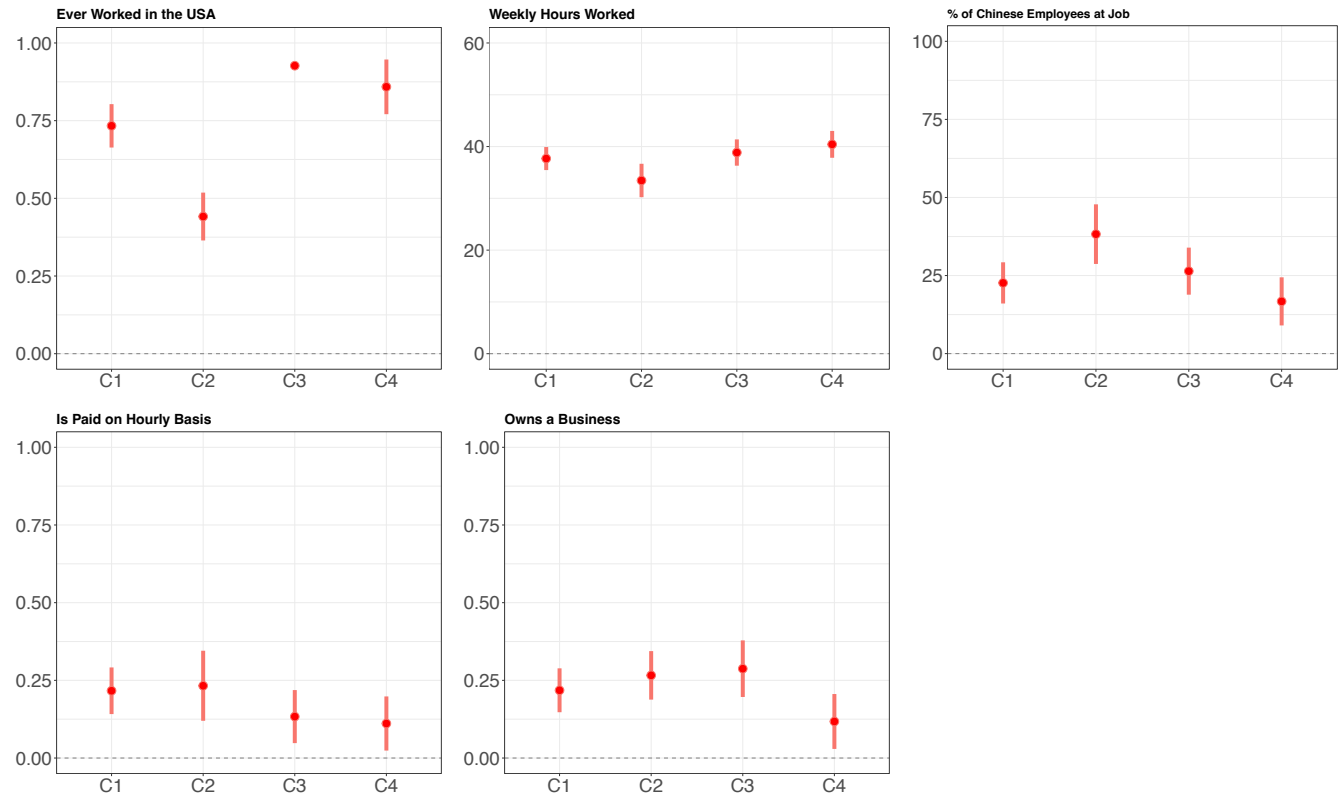 Ever Worked in the USA
1.00
0.75
0.50
0.25
0.00
C1 C2 C3 C4
Weekly Hours Worked
60
40
20
0
C1 C2 C3 C4
% of Chinese Employees at Job
100
75
50
25
0
C1 C2 C3 C4
Is Paid on Hourly Basis
1.00
0.75
0.50
0.25
0.00
C1 C2 C3 C4
Owns a Business
1.00
0.75
0.50
0.25
0.00
C1 C2 C3 C4